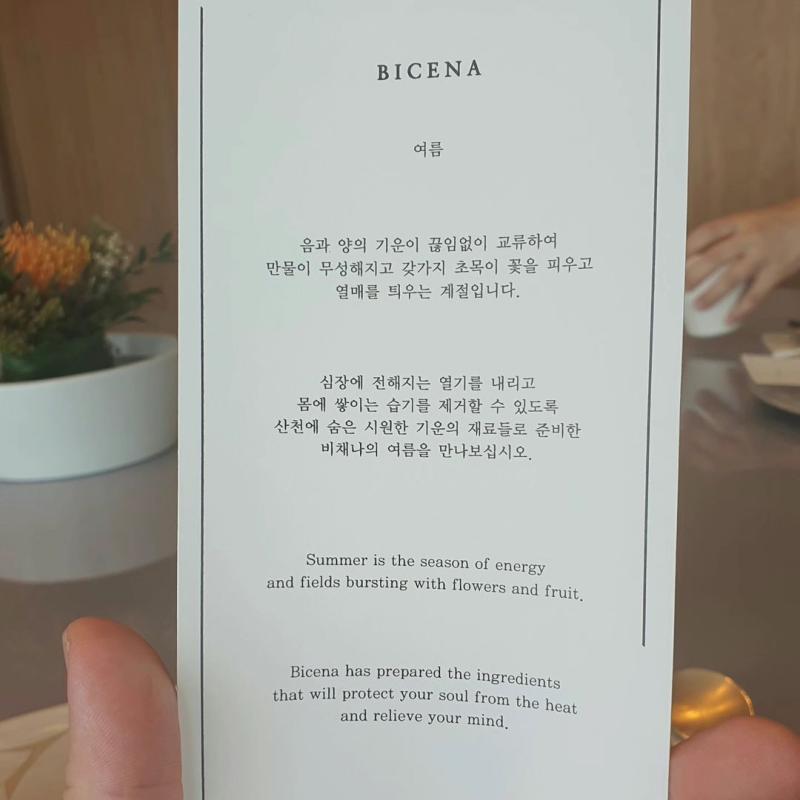 BICENA
여름
음과 양의 기운이 끊임없이 교류하여
만물이 무성해지고 갖가지 초목이 꽃을 피우고
열매를 틔우는 계절입니다.
심장에 전해지는 열기를 내리고
몸에 쌓이는 습기를 제거할 수 있도록
산천에 숨은 시원한 기운의 재료들로 준비한
비채나의 여름을 만나보십시오.
Summer is the season of energy
and fields bursting with flowers and fruit.
Bicena has prepared the ingredients
that will protect your soul from the heat
and relieve your mind.